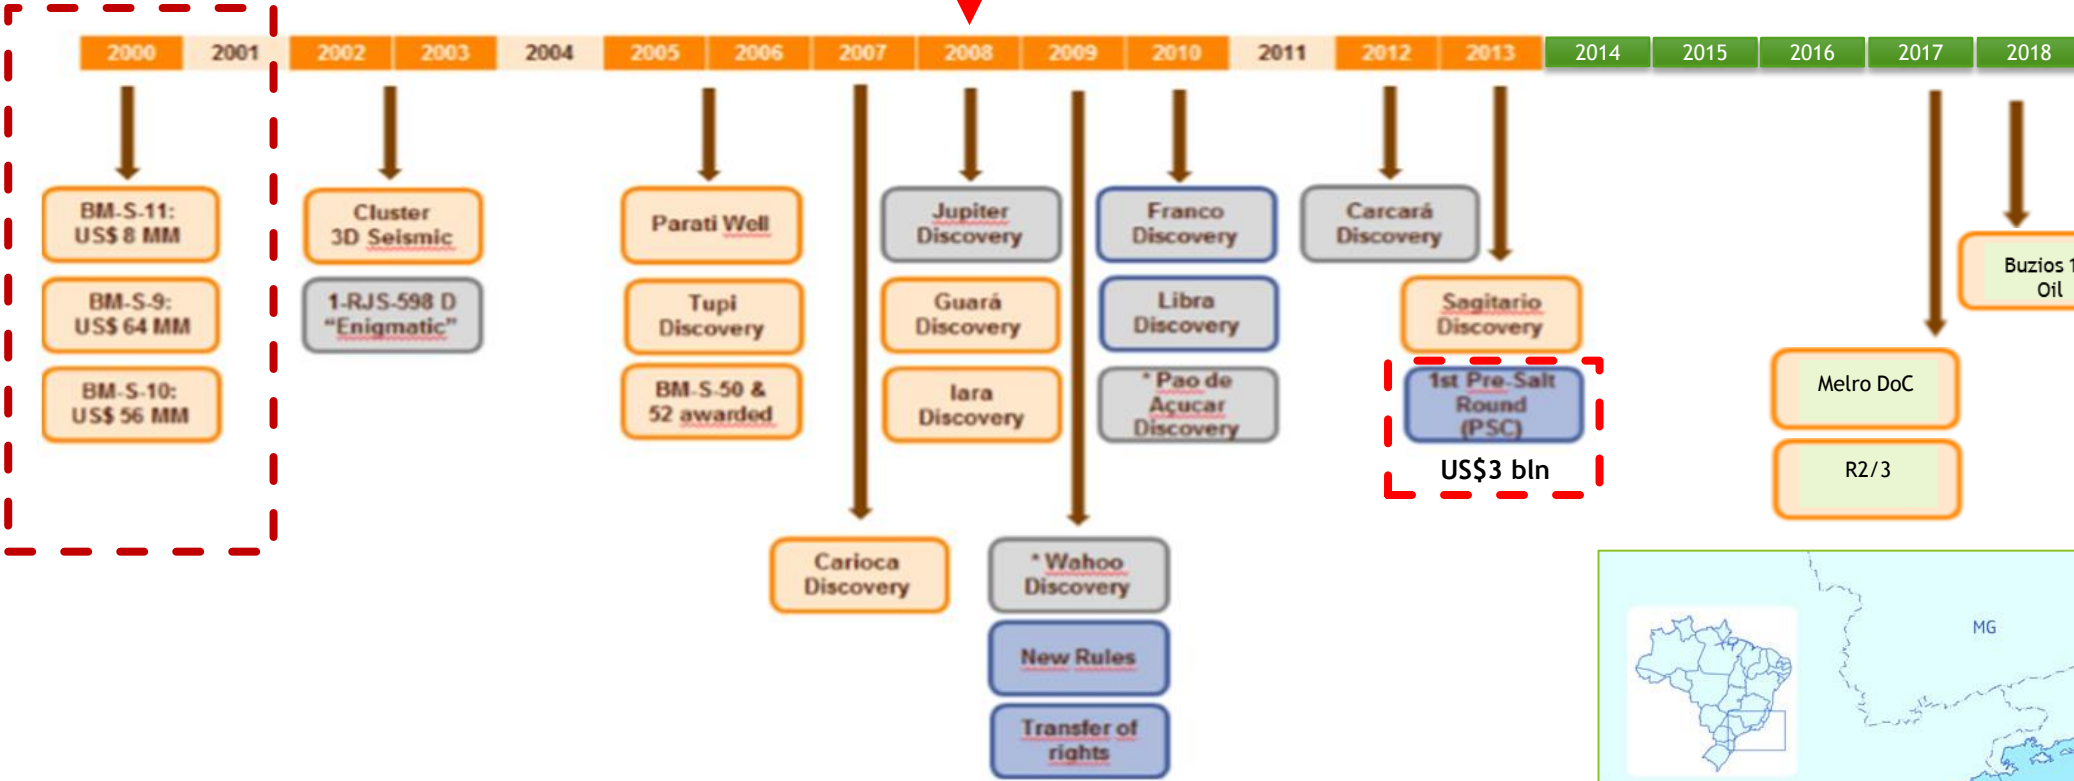 2000 2001 2002 2003 2004 2005 2006 2007 2008 2009 2010 2011 2012 2013 2014 2015 2016 2017 2018
BM-S-11:
US$ 8 MM
BM-S-9:
US$ 64 MM
BM-S-10:
US$ 56 MM
Cluster
3D Seismic
1-RJS-598 D
“Enigmatic”
Parati Well
Tupi
Discovery
BM-S-50 &
52 awarded
Carioca
Discovery
Jupiter
Discovery
Guará
Discovery
Iara
Discovery
* Wahoo
Discovery
New Rules
Transfer of
rights
Franco
Discovery
Libra
Discovery
* Pao de
Açucar
Discovery
Carcará
Discovery
Sagitario
Discovery
1st Pre-Salt
Round
(PSC)
US$3 bln
Melro DoC
R2/3
Buzios 1
Oil
MG